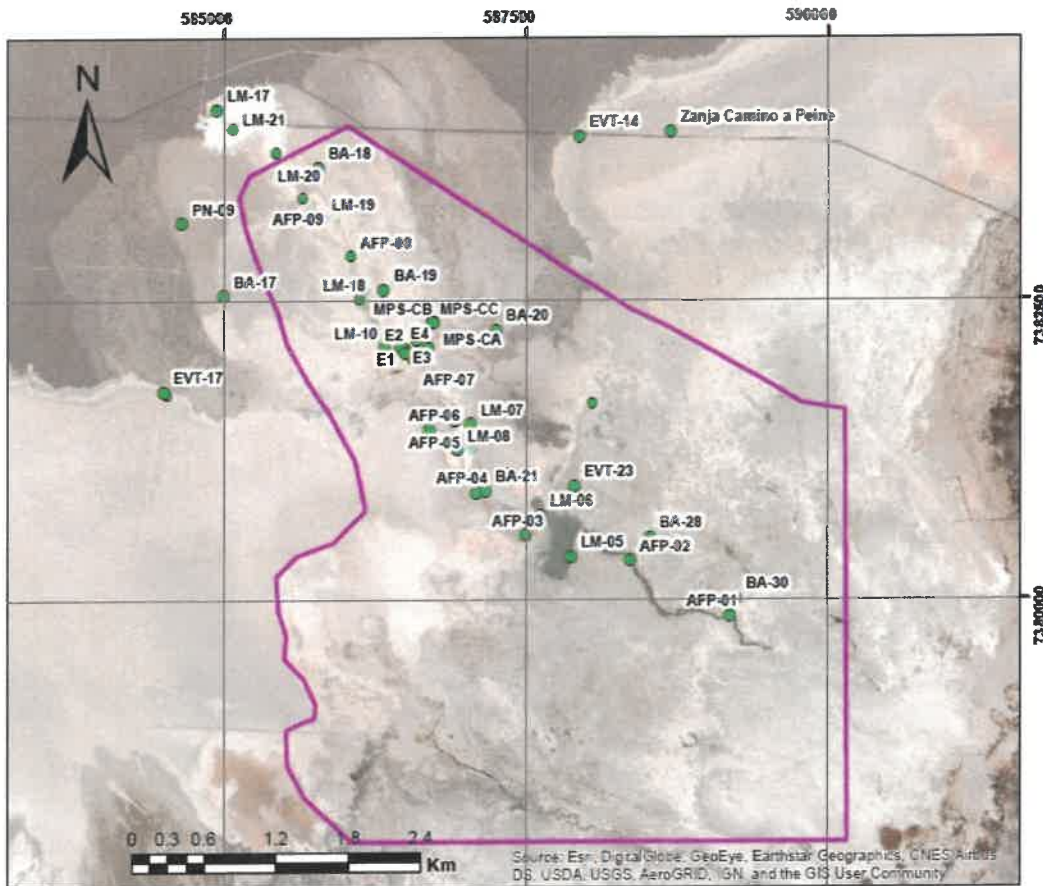 585000 587500 590000
N
LM-17
LM-21
EVT-14
Zanja Camino a Peine
BA-18
LM-20
PN-09
AFP-09
LM-19
AFP-08
BA-17
LM-18
BA-19
7382500
MPS-CB
MPS-CC
BA-20
LM-10
E2
E4
MPS-CA
E1
E3
AFP-07
EVT-17
AFP-06
LM-07
AFP-05
LM-08
AFP-04
BA-21
EVT-23
LM-06
AFP-03
BA-28
LM-05
AFP-02
BA-30
AFP-01
7380000
0 0.3 0.6 1.2 1.8 2.4
Km
Source: Esri, DigitalGlobe, GeoEye, Earthstar Geographics, CNES/Airbus
DS, USDA, USGS, AeroGRID, IGN, and the GIS User Community